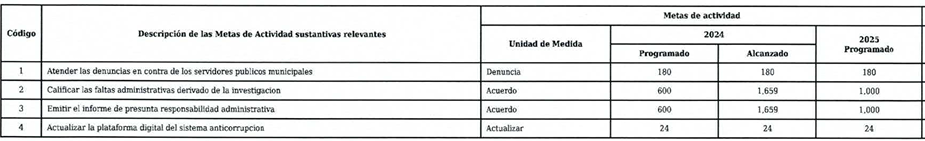 Metas de actividad
Código Descripción de las Metas de Actividad sustantivas relevantes Unidad de Medida 2024 2025
Programado
Programado Alcanzado
1 Atender las denuncias en contra de los servidores publicos municipales Denuncia 180 180 180
2 Calificar las faltas administrativas derivado de la investigacion Acuerdo 600 1,659 1,000
3 Emitir el informe de presunta responsabilidad administrativa Acuerdo 600 1,659 1,000
4 Actualizar la plataforma digital del sistema anticorrupcion Actualizar 24 24 24